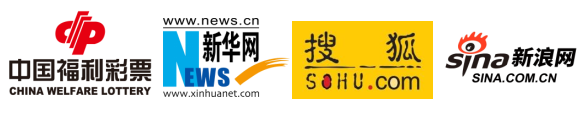 中国福利彩票
CHINA WELFARE LOTTERY
www.news.cn
新华网
NEWS
www.xinhuanet.com
搜狐
SOHU.com
sina新浪网
SINA.COM.CN